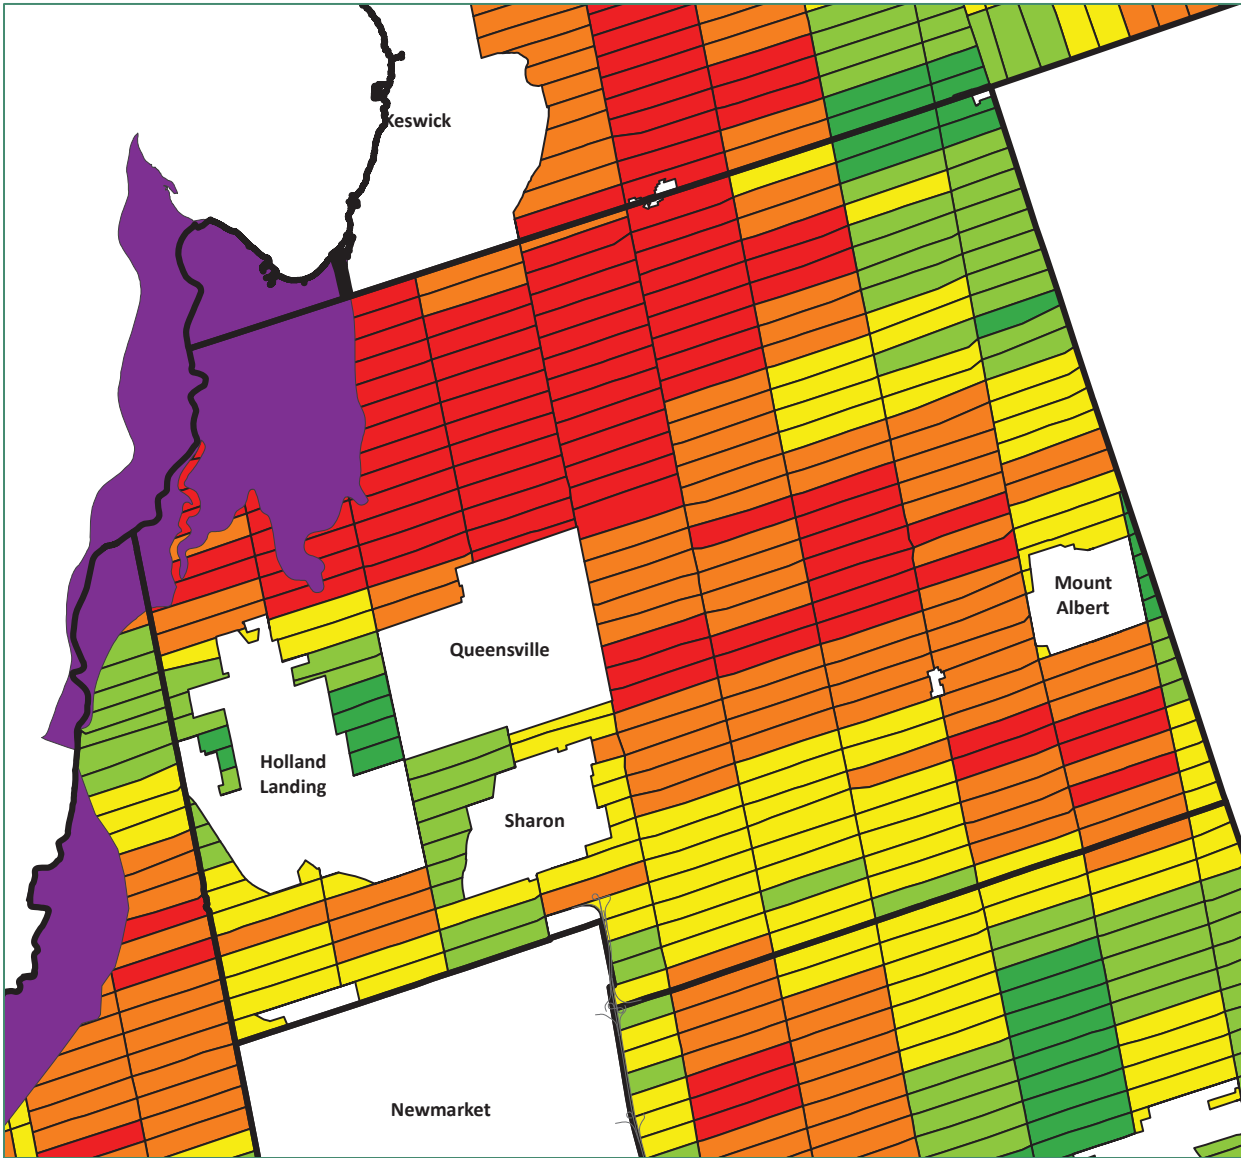 Keswick
Mount
Albert
Queensville
Holland
Landing
Sharon
Newmarket